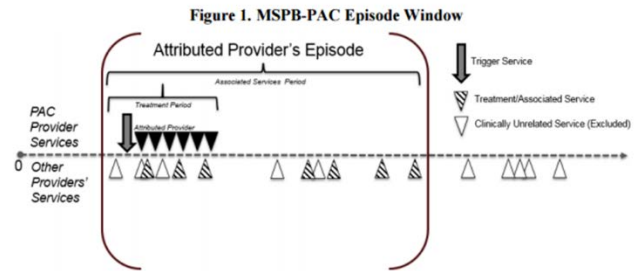 Figure 1. MSPB-PAC Episode Window
Attributed Provider's Episode
Associated Services Period
Treatment Period
Attributed Provider
PAC
Provider
Services
0
Other
Providers'
Services
Trigger Service
Treatment/Associated Service
Clinically Unrelated Service (Excluded)